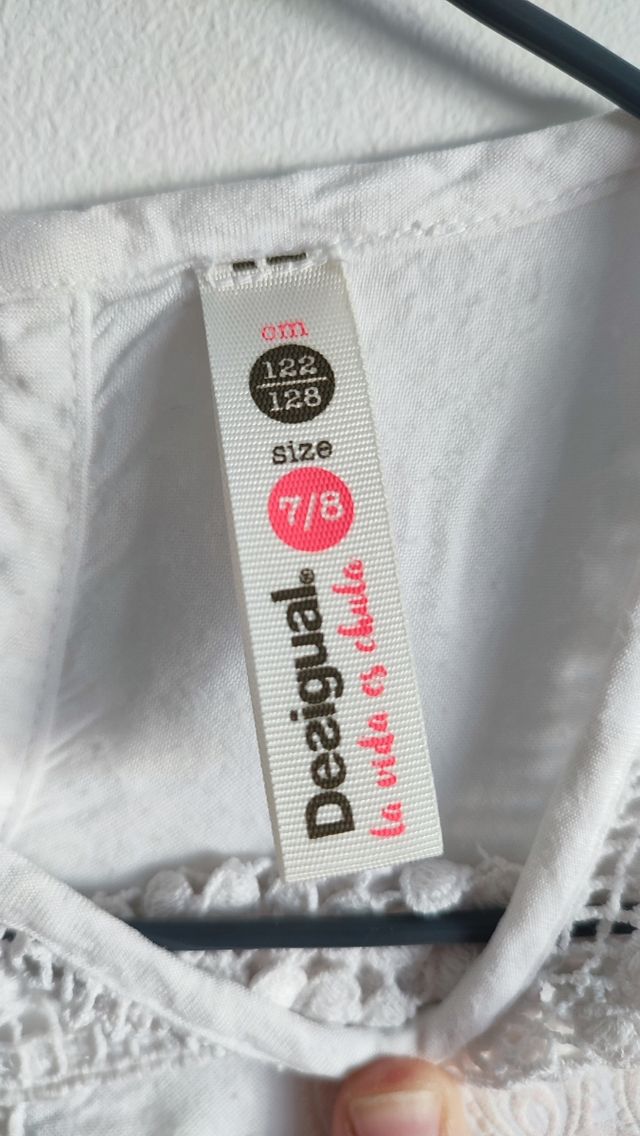 cm
122
128
size
7/8
Desigual®
la vida es chula